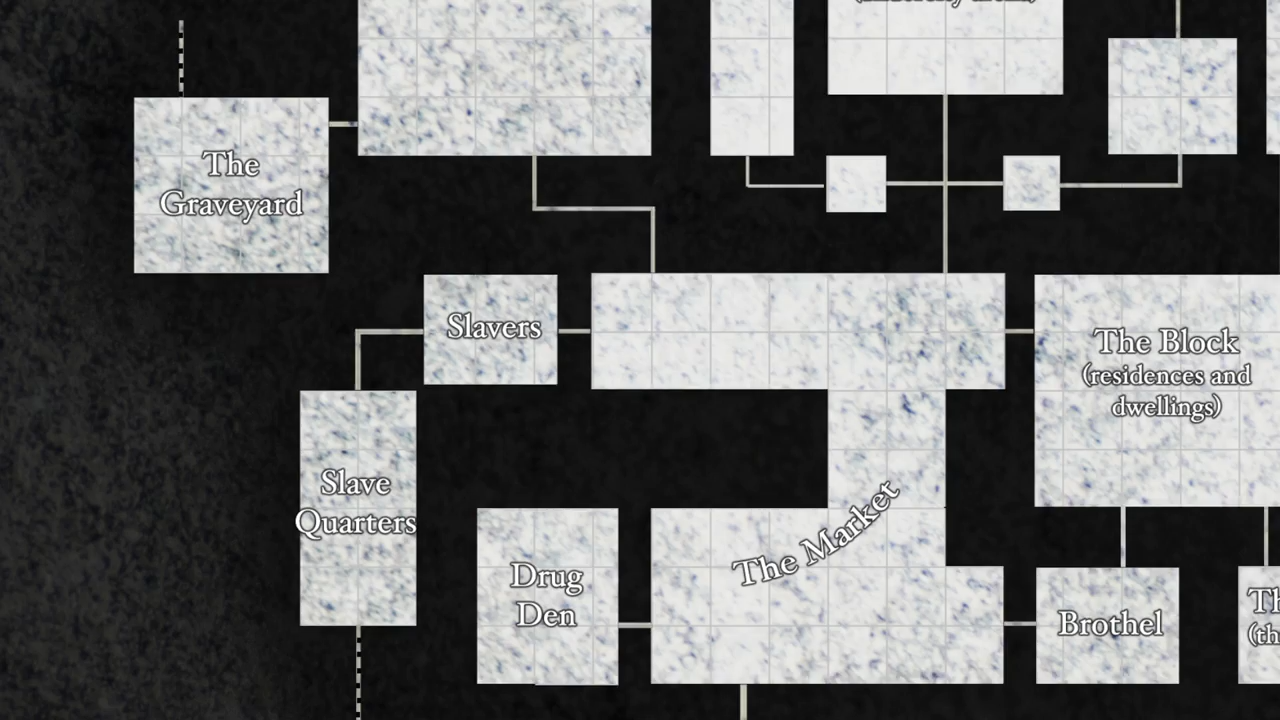 The
Graveyard
Slavers
The Block
(residences and
dwellings)
Slave
Quarters
The Market
Drug
Den
Brothel